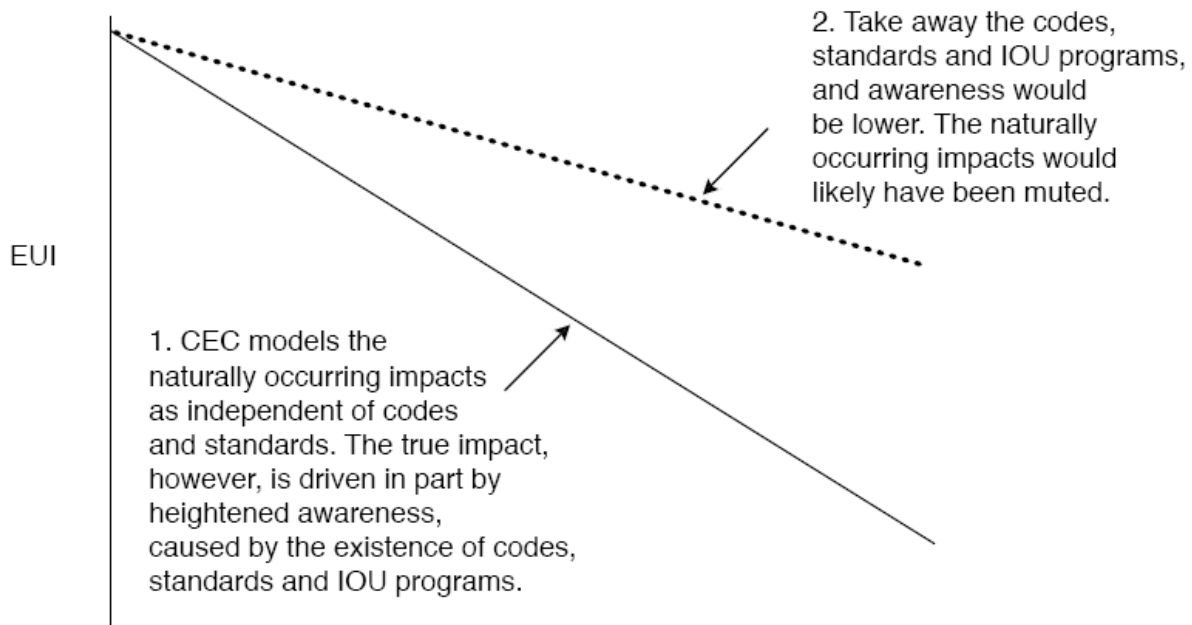 2. Take away the codes,
standards and IOU programs,
and awareness would
be lower. The naturally
occurring impacts would
likely have been muted.
EUI
1. CEC models the
naturally occurring impacts
as independent of codes
and standards. The true impact,
however, is driven in part by
heightened awareness,
caused by the existence of codes,
standards and IOU programs.